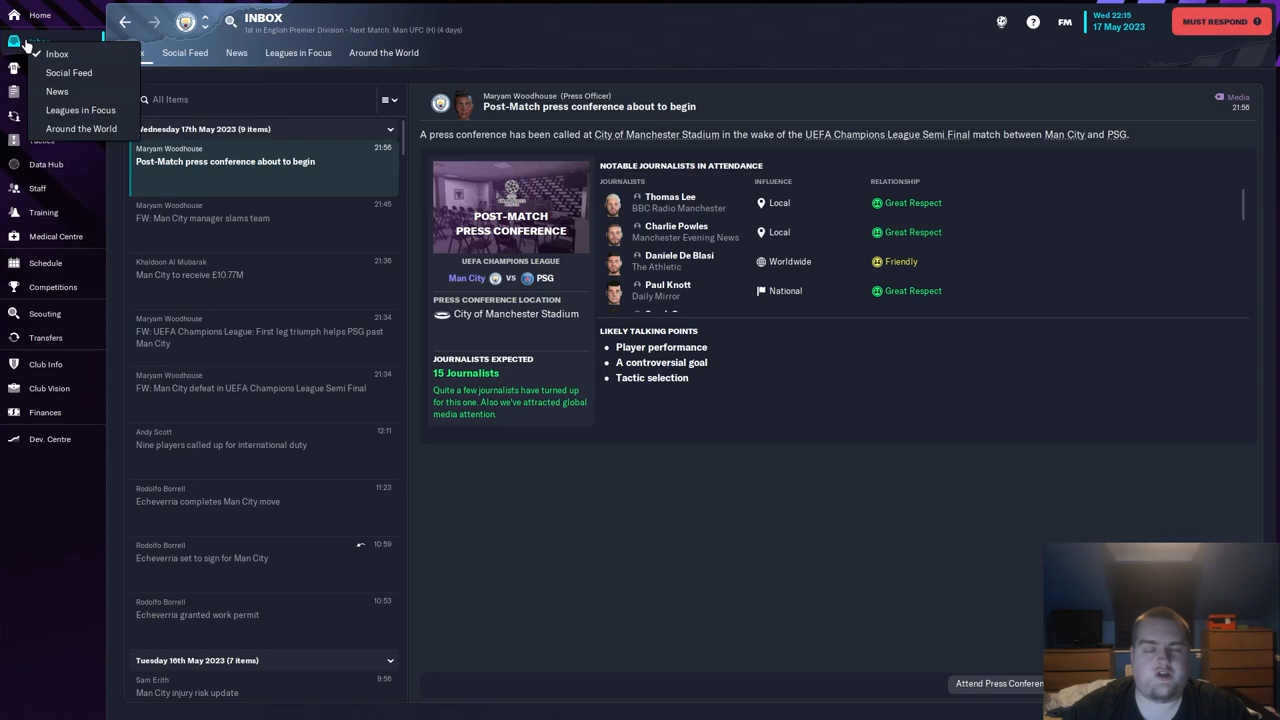 Home
INBOX
1st in English Premier Division - Next Match: Man UFC (H) (4 days)
FM
Wed 22:15
17 May 2023
MUST RESPOND
Inbox
Social Feed
News
Leagues in Focus
Around the World
Social Feed
News
Leagues in Focus
Around the World
Tactics
Data Hub
Staff
Training
Medical Centre
Schedule
Competitions
Scouting
Transfers
Club Info
Club Vision
Finances
Dev. Centre
All Items
Wednesday 17th May 2023 (9 items)
Maryam Woodhouse
21:56
Post-Match press conference about to begin
Maryam Woodhouse
21:45
FW: Man City manager slams team
Khaldoon Al Mubarak
21:36
Man City to receive £10.77M
Maryam Woodhouse
21:34
FW: UEFA Champions League: First leg triumph helps PSG past
Man City
Maryam Woodhouse
21:34
FW: Man City defeat in UEFA Champions League Semi Final
Andy Scott
12:11
Nine players called up for international duty
Rodolfo Borrell
11:23
Echeverria completes Man City move
Rodolfo Borrell
10:59
Echeverria set to sign for Man City
Rodolfo Borrell
10:53
Echeverria granted work permit
Tuesday 16th May 2023 (7 items)
Sam Erith
9:56
Man City injury risk update
Maryam Woodhouse (Press Officer)
Post-Match press conference about to begin
Media
21:56
A press conference has been called at City of Manchester Stadium in the wake of the UEFA Champions League Semi Final match between Man City and PSG.
POST-MATCH
PRESS CONFERENCE
UEFA CHAMPIONS LEAGUE
Man City VS PSG
PRESS CONFERENCE LOCATION
City of Manchester Stadium
JOURNALISTS EXPECTED
15 Journalists
Quite a few journalists have turned up
for this one. Also we've attracted global
media attention.
NOTABLE JOURNALISTS IN ATTENDANCE
JOURNALISTS INFLUENCE RELATIONSHIP
Thomas Lee
BBC Radio Manchester
Local
Great Respect
Charlie Powles
Manchester Evening News
Local
Great Respect
Daniele De Blasi
The Athletic
Worldwide
Friendly
Paul Knott
Daily Mirror
National
Great Respect
LIKELY TALKING POINTS
Player performance
A controversial goal
Tactic selection
Attend Press Conferen